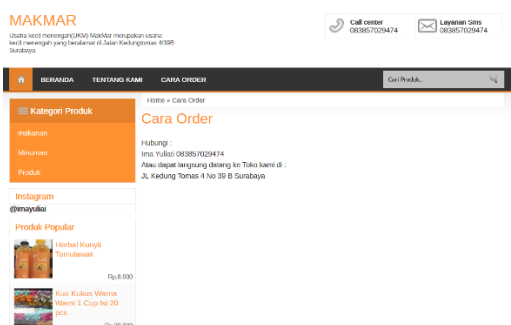 MAKMAR
Usaha kecil menengah(UKM) MakMar merupakan usaha
kecil menengah yang beralamat di Jalan Kedungtomas 4/39B
Surabaya
Call center
083857029474
Layanan Sms
083857029474
BERANDA TENTANG KAMI CARA ORDER
Cari Produk..
Kategori Produk
makanan
Minuman
Produk
Instagram
@imayuliai
Produk Popular
Herbal Kunyk
Temulawak
Rp.8,000
Kue Kukus Warna
Warni 1 Cup Isi 20
pcs
Home » Cara Order
Cara Order
Hubungi :
Ima Yuliati 083857029474
Atau dapat langsung datang ke Toko kami di :
JL Kedung Tomas 4 No 39 B Surabaya